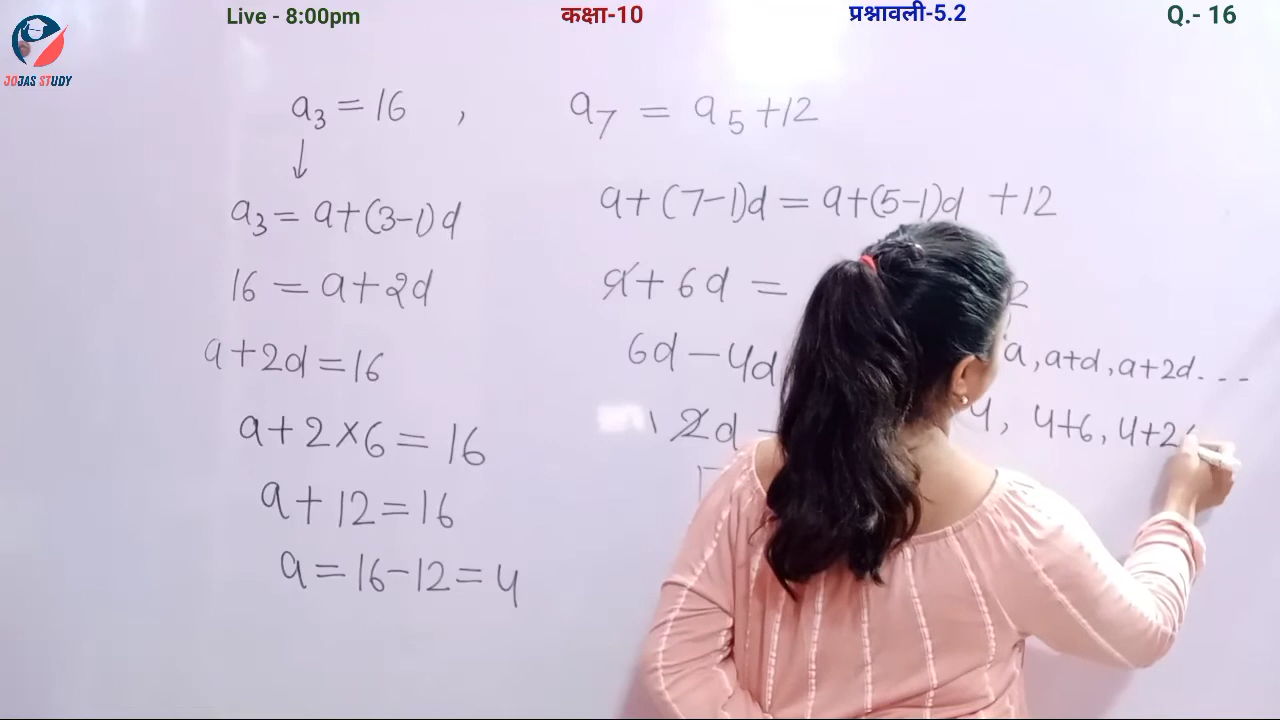 Live - 8:00pm कक्षा-10 प्रश्नावली-5.2 Q.- 16
JOJAS STUDY
a₃ = 16 , a₇ = a₅ + 12
↓
a₃ = a + (3-1)d
a + (7-1)d = a + (5-1)d + 12
16 = a + 2d
a + 6d =
a + 2d = 16
6d - 4d
a, a+d, a+2d...
a + 2 × 6 = 16
2d
4, 4+6, 4+2
a + 12 = 16
a = 16 - 12 = 4